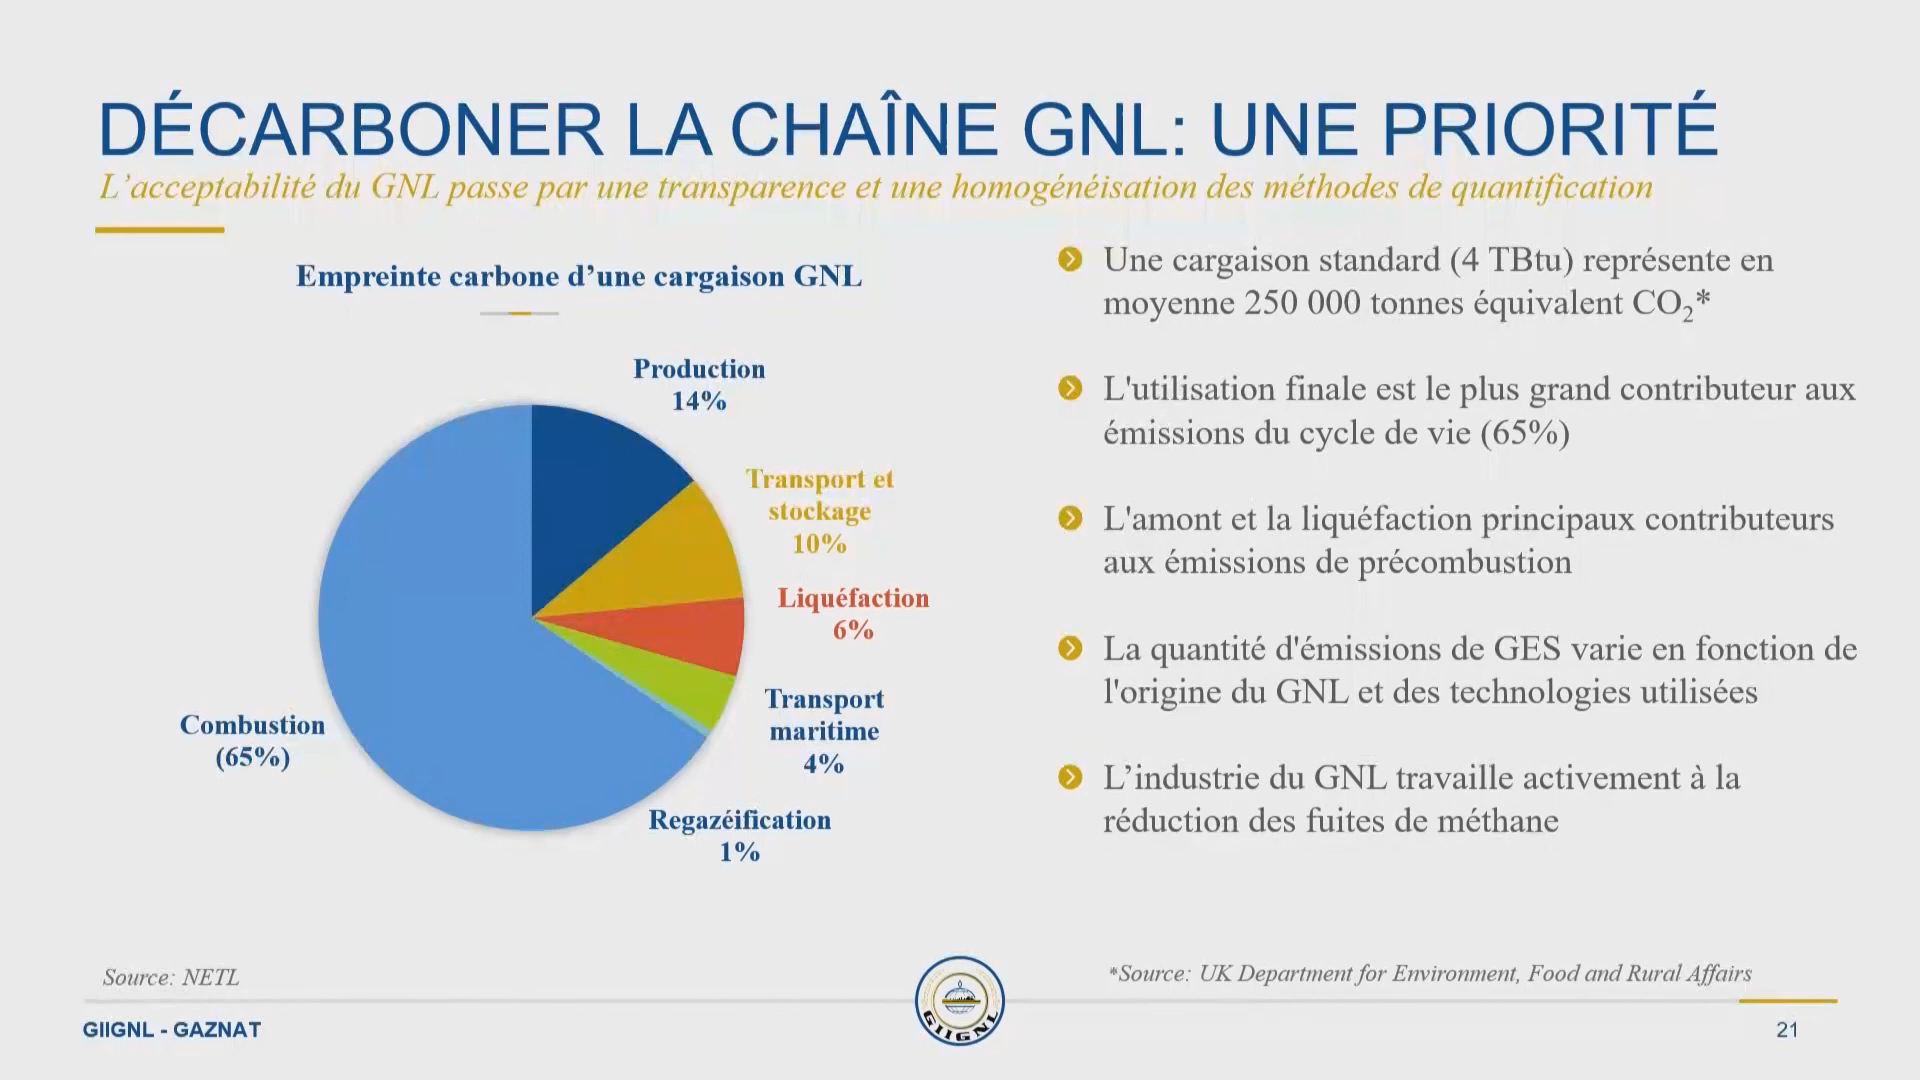 DÉCARBONER LA CHAÎNE GNL: UNE PRIORITÉ
L’acceptabilité du GNL passe par une transparence et une homogénéisation des méthodes de quantification
Empreinte carbone d’une cargaison GNL
Production
14%
Transport et
stockage
10%
Liquéfaction
6%
Transport
maritime
4%
Regazéification
1%
Combustion
(65%)
Une cargaison standard (4 TBtu) représente en
moyenne 250 000 tonnes équivalent CO₂*
L'utilisation finale est le plus grand contributeur aux
émissions du cycle de vie (65%)
L'amont et la liquéfaction principaux contributeurs
aux émissions de précombustion
La quantité d'émissions de GES varie en fonction de
l'origine du GNL et des technologies utilisées
L’industrie du GNL travaille activement à la
réduction des fuites de méthane
Source: NETL
*Source: UK Department for Environment, Food and Rural Affairs
GIIGNL - GAZNAT
GIIGNL
21